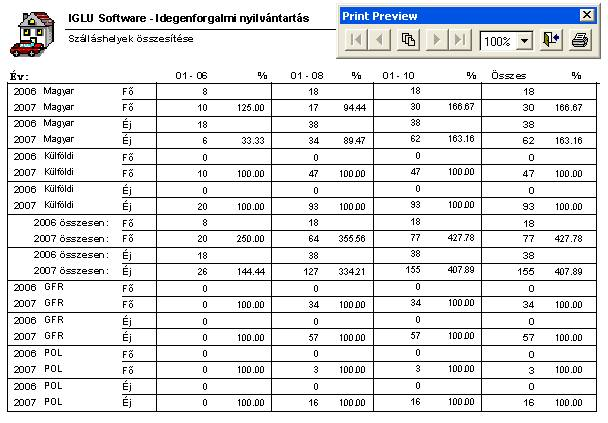 IGLU Software - Idegenforgalmi nyilvántartás
Szálláshelyek összesítése
Print Preview
100%
Év: 01 - 06 % 01 - 08 % 01 - 10 % Összes %
2006 Magyar Fő 8 18 18 18
2007 Magyar Fő 10 125.00 17 94.44 30 166.67 30 166.67
2006 Magyar Éj 18 38 38 38
2007 Magyar Éj 6 33.33 34 89.47 62 163.16 62 163.16
2006 Külföldi Fő 0 0 0 0
2007 Külföldi Fő 10 100.00 47 100.00 47 100.00 47 100.00
2006 Külföldi Éj 0 0 0 0
2007 Külföldi Éj 20 100.00 93 100.00 93 100.00 93 100.00
2006 összesen: Fő 8 18 18 18
2007 összesen: Fő 20 250.00 64 355.56 77 427.78 77 427.78
2006 összesen: Éj 18 38 38 38
2007 összesen: Éj 26 144.44 127 334.21 155 407.89 155 407.89
2006 GFR Fő 0 0 0 0
2007 GFR Fő 0 100.00 34 100.00 34 100.00 34 100.00
2006 GFR Éj 0 0 0 0
2007 GFR Éj 0 100.00 57 100.00 57 100.00 57 100.00
2006 POL Fő 0 0 0 0
2007 POL Fő 0 100.00 3 100.00 3 100.00 3 100.00
2006 POL Éj 0 0 0 0
2007 POL Éj 0 100.00 16 100.00 16 100.00 16 100.00